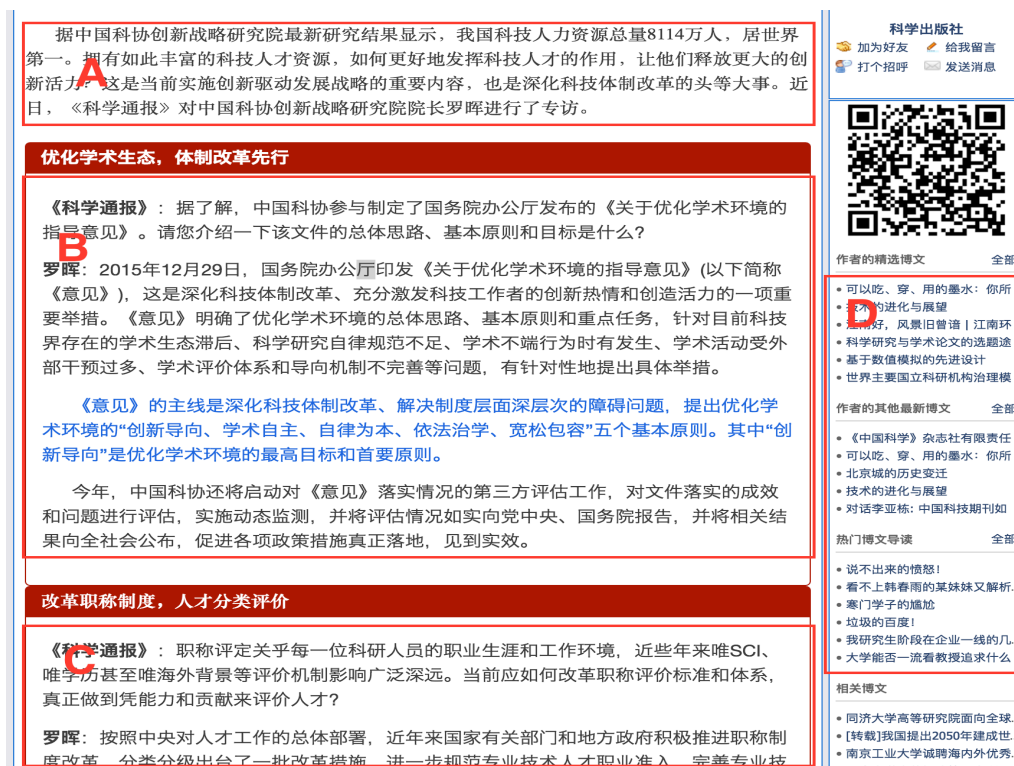 据中国科协创新战略研究院最新研究结果显示，我国科技人力资源总量8114万人，居世界
第一。拥有如此丰富的科技人才资源，如何更好地发挥科技人才的作用，让他们释放更大的创
新活力？这是当前实施创新驱动发展战略的重要内容，也是深化科技体制改革的头等大事。近
日，《科学通报》对中国科协创新战略研究院院长罗晖进行了专访。
A
优化学术生态，体制改革先行
《科学通报》：据了解，中国科协参与制定了国务院办公厅发布的《关于优化学术环境的
指导意见》。请您介绍一下该文件的总体思路、基本原则和目标是什么？
B
罗晖：2015年12月29日，国务院办公厅印发《关于优化学术环境的指导意见》(以下简称
《意见》)，这是深化科技体制改革、充分激发科技工作者的创新热情和创造活力的一项重
要举措。《意见》明确了优化学术环境的总体思路、基本原则和重点任务，针对目前科技
界存在的学术生态滞后、科学研究自律规范不足、学术不端行为时有发生、学术活动受外
部干预过多、学术评价体系和导向机制不完善等问题，有针对性地提出具体举措。
《意见》的主线是深化科技体制改革、解决制度层面深层次的障碍问题，提出优化学
术环境的“创新导向、学术自主、自律为本、依法治学、宽松包容”五个基本原则。其中“创
新导向”是优化学术环境的最高目标和首要原则。
今年，中国科协还将启动对《意见》落实情况的第三方评估工作，对文件落实的成效
和问题进行评估，实施动态监测，并将评估情况如实向党中央、国务院报告，并将相关结
果向全社会公布，促进各项政策措施真正落地，见到实效。
改革职称制度，人才分类评价
《科学通报》：职称评定关乎每一位科研人员的职业生涯和工作环境，近些年来唯SCI、
唯学历甚至唯海外背景等评价机制影响广泛深远。当前应如何改革职称评价标准和体系，
真正做到凭能力和贡献来评价人才？
C
罗晖：按照中央对人才工作的总体部署，近年来国家有关部门和地方政府积极推进职称制
度改革，分类分级出台了一批改革措施，进一步规范专业技术人才职业准入，完善专业技
科学出版社
加为好友 给我留言
打个招呼 发送消息
作者的精选博文 全部
可以吃、穿、用的墨水：你所
技术的进化与展望
D
江南好，风景旧曾谙 | 江南环
科学研究与学术论文的选题途
基于数值模拟的先进设计
世界主要国立科研机构治理模
作者的其他最新博文 全部
《中国科学》杂志社有限责任
可以吃、穿、用的墨水：你所
北京城的历史变迁
技术的进化与展望
对话李亚栋: 中国科技期刊如
热门博文导读 全部
说不出来的愤怒！
看不上韩春雨的某妹妹又解析.
寒门学子的尴尬
垃圾的百度！
我研究生阶段在企业一线的几.
大学能否一流看教授追求什么
相关博文
同济大学高等研究院面向全球.
[转载]我国提出2050年建成世.
南京工业大学诚聘海内外优秀.